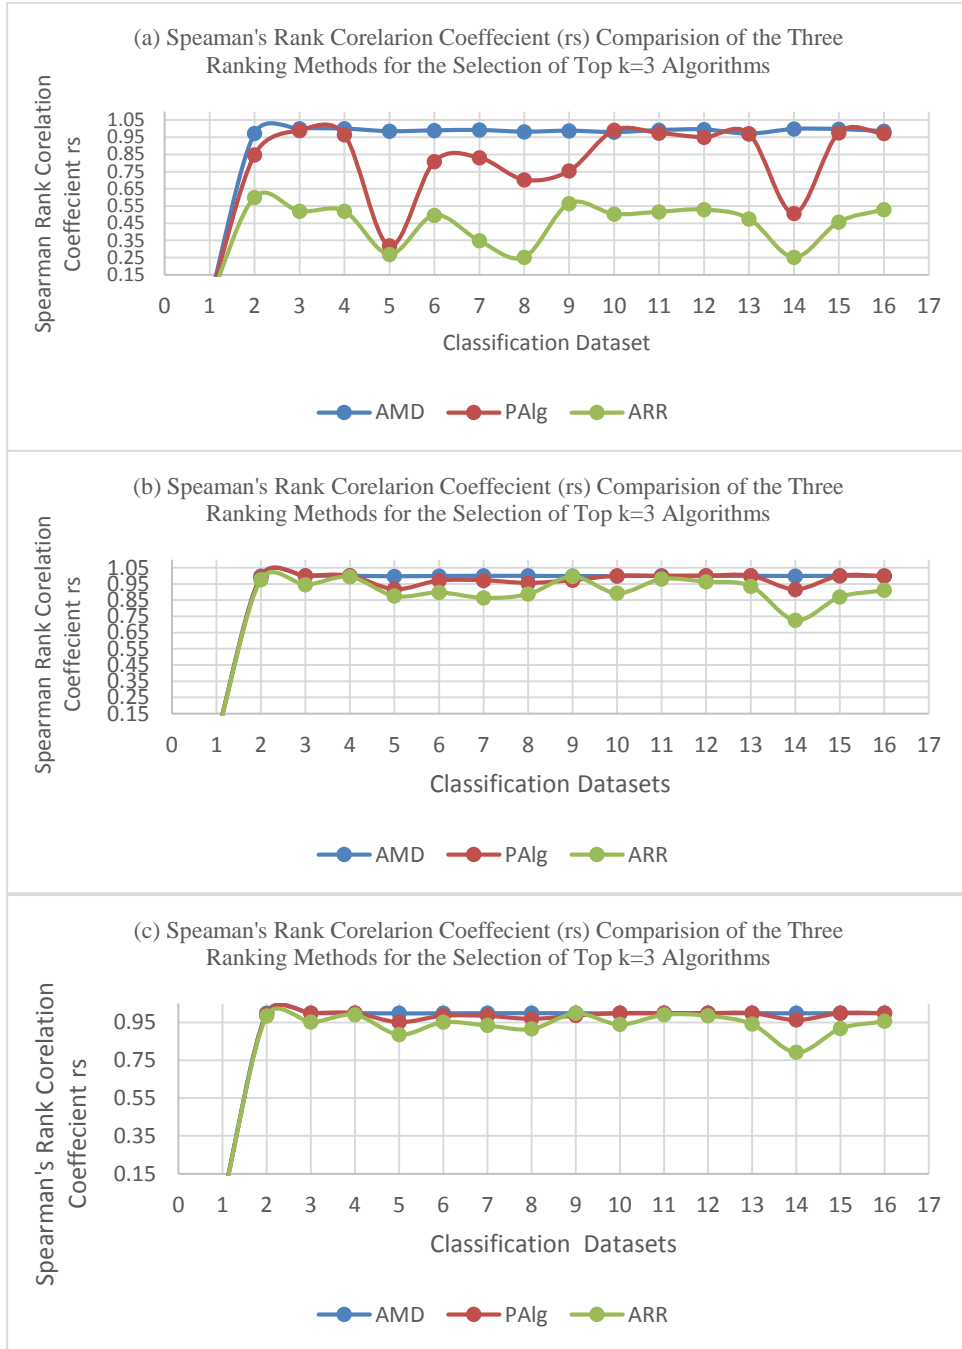 (a) Speaman's Rank Corelarion Coeffecient (rs) Comparision of the Three
Ranking Methods for the Selection of Top k=3 Algorithms
Spearman Rank Corelation
Coeffecient rs
1.05
0.95
0.85
0.75
0.65
0.55
0.45
0.35
0.25
0.15
0 1 2 3 4 5 6 7 8 9 10 11 12 13 14 15 16 17
Classification Dataset
AMD PAlg ARR
(b) Speaman's Rank Corelarion Coeffecient (rs) Comparision of the Three
Ranking Methods for the Selection of Top k=3 Algorithms
Spearman Rank Corelation
Coeffecient rs
1.05
0.95
0.85
0.75
0.65
0.55
0.45
0.35
0.25
0.15
0 1 2 3 4 5 6 7 8 9 10 11 12 13 14 15 16 17
Classification Datasets
AMD PAlg ARR
(c) Speaman's Rank Corelarion Coeffecient (rs) Comparision of the Three
Ranking Methods for the Selection of Top k=3 Algorithms
Spearman's Rank Corelation
Coeffecient rs
0.95
0.75
0.55
0.35
0.15
0 1 2 3 4 5 6 7 8 9 10 11 12 13 14 15 16 17
Classification Datasets
AMD PAlg ARR